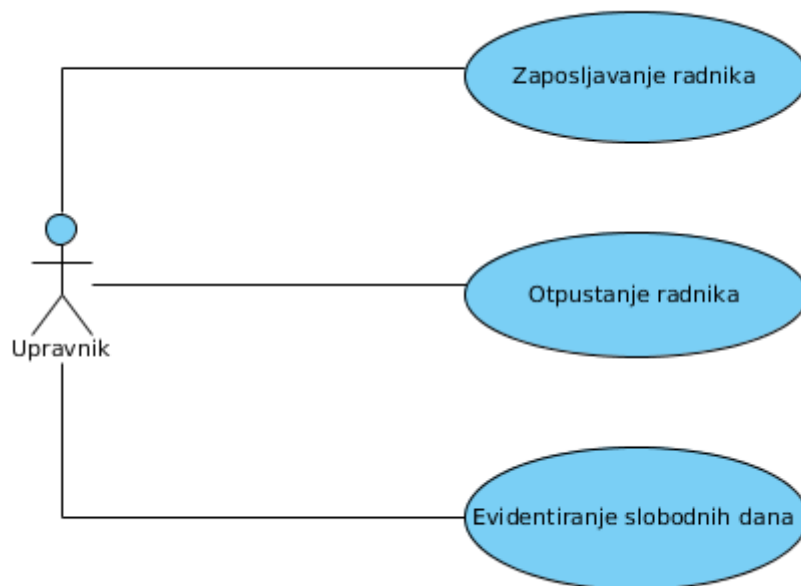 Zaposljavanje radnika
Otpustanje radnika
Upravnik
Evidentiranje slobodnih dana